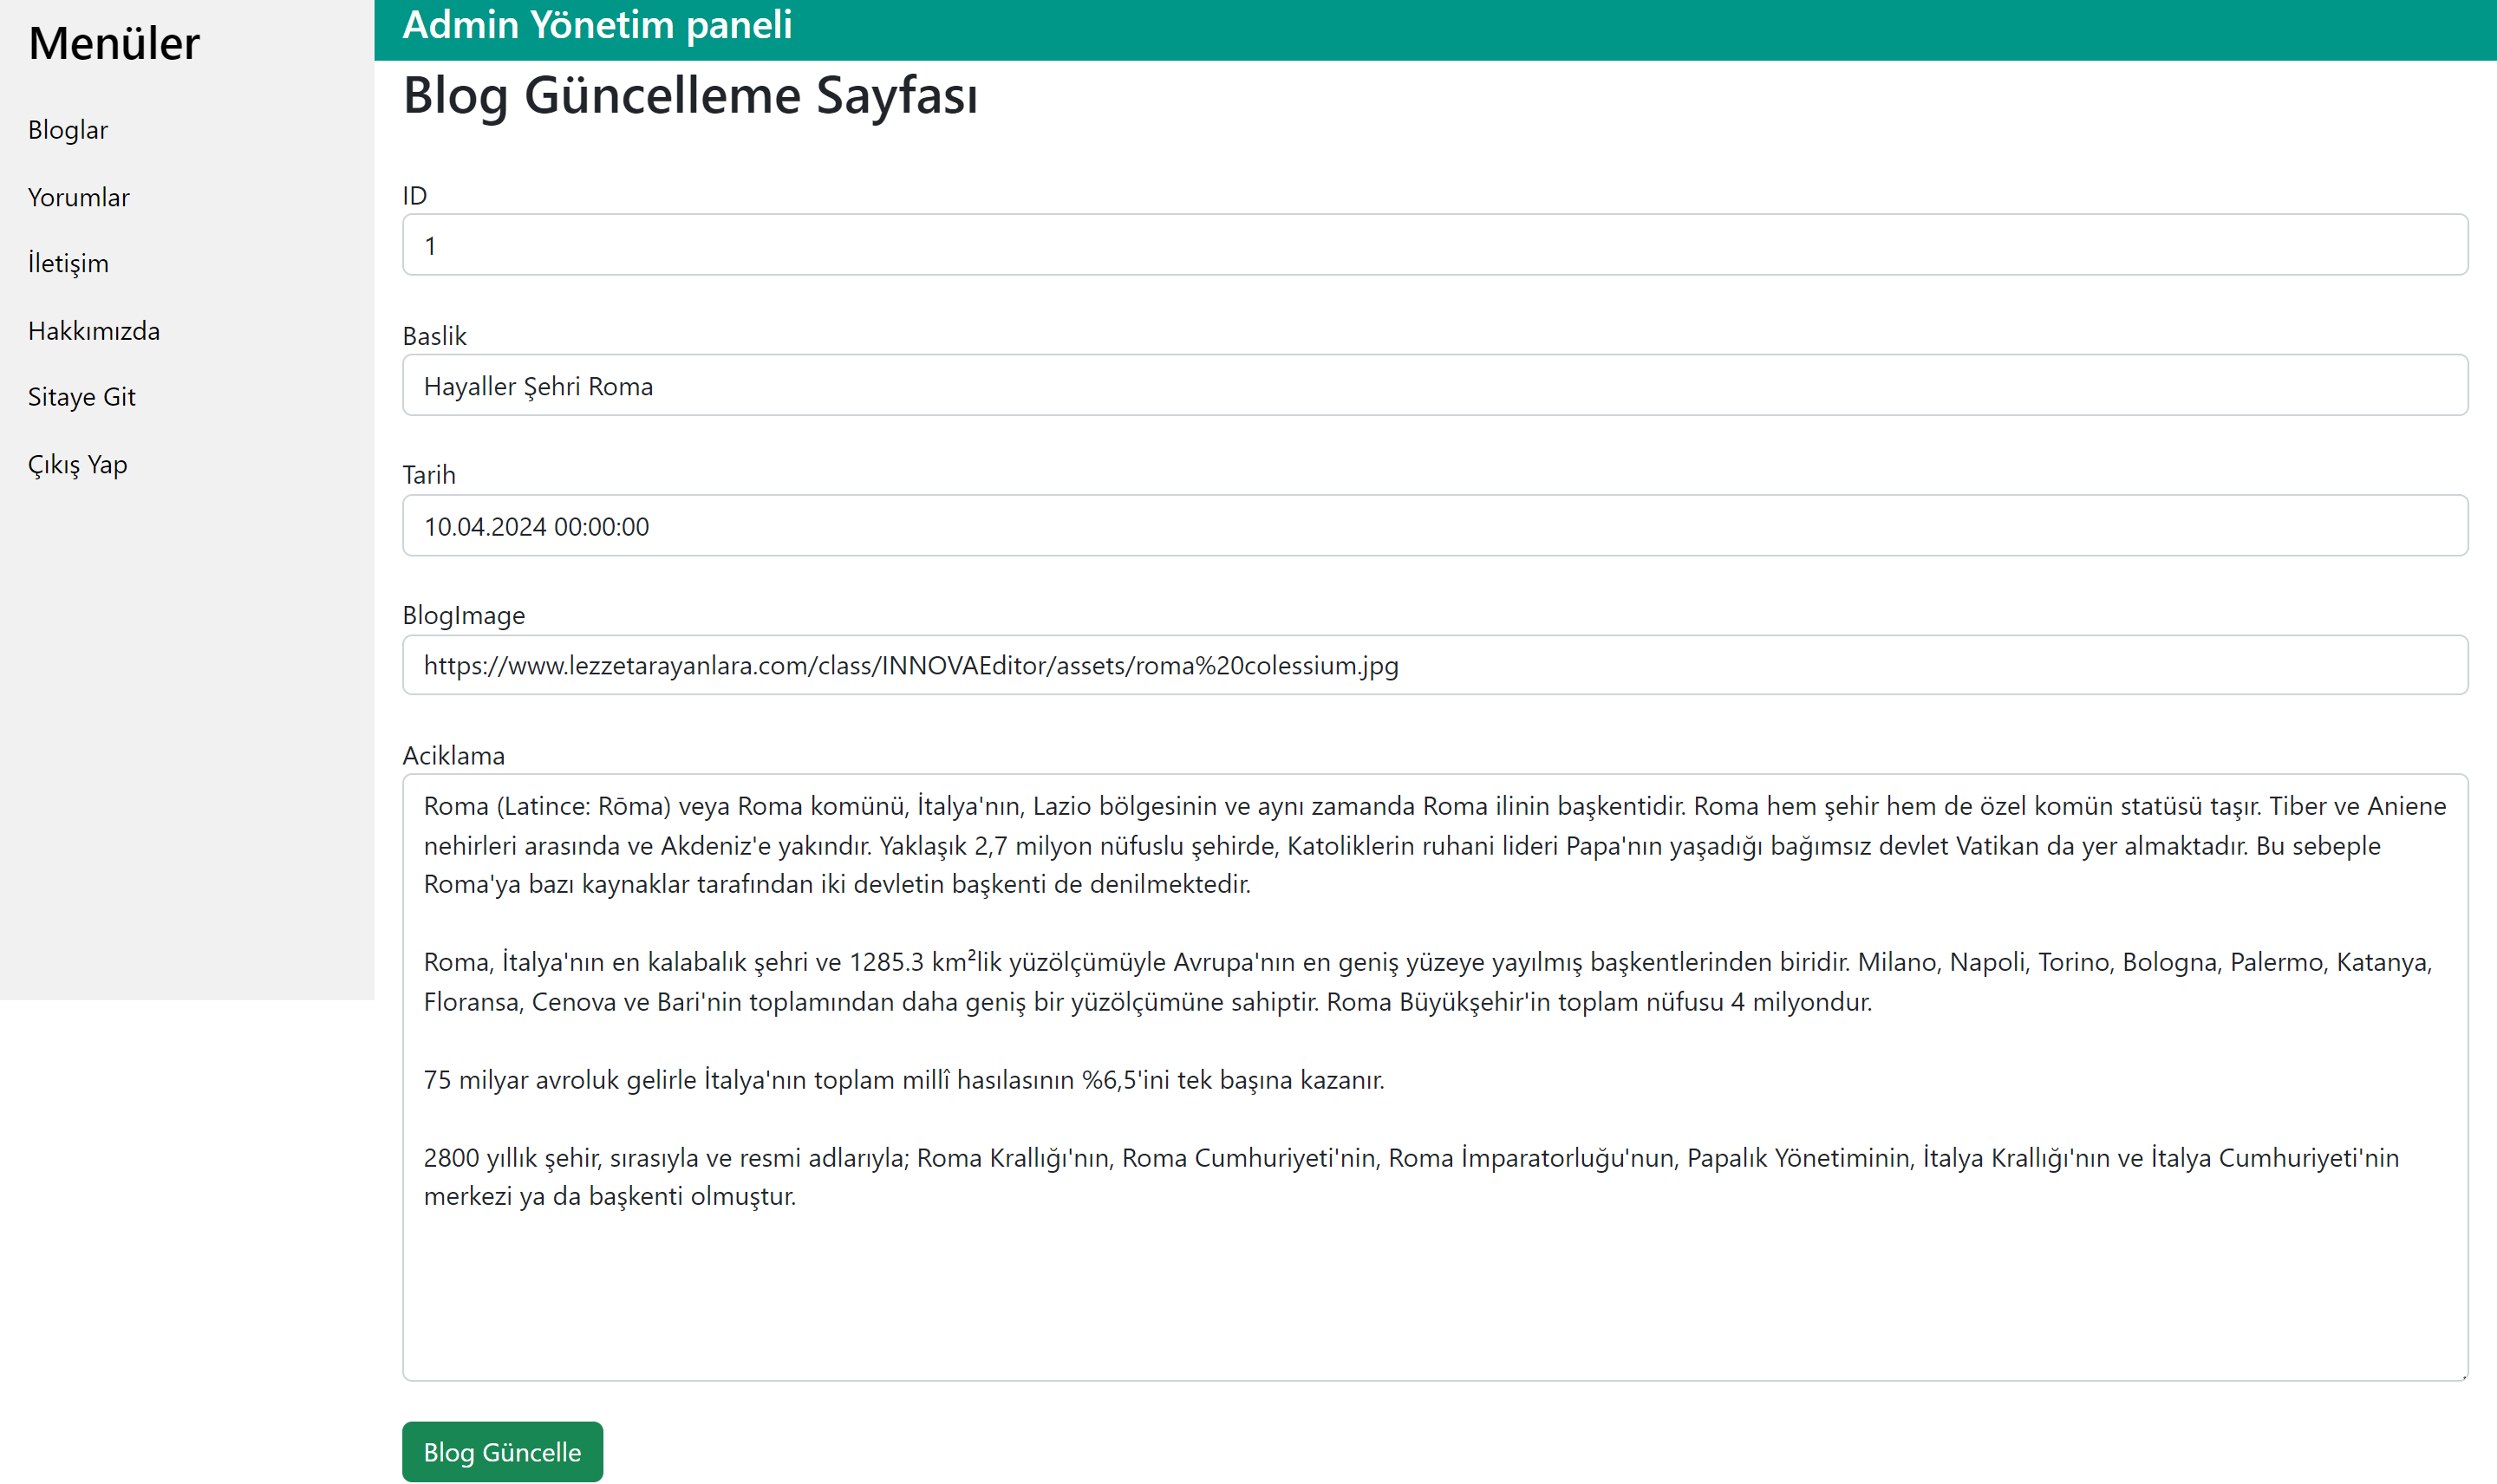 Menüler
Bloglar
Yorumlar
İletişim
Hakkımızda
Sitaye Git
Çıkış Yap
Admin Yönetim paneli
Blog Güncelleme Sayfası
ID
1
Baslik
Hayaller Şehri Roma
Tarih
10.04.2024 00:00:00
BlogImage
https://www.lezzetarayanlara.com/class/INNOVAEditor/assets/roma%20colessium.jpg
Aciklama
Roma (Latince: Rōma) veya Roma komünü, İtalya'nın, Lazio bölgesinin ve aynı zamanda Roma ilinin başkentidir. Roma hem şehir hem de özel komün statüsü taşır. Tiber ve Aniene
nehirleri arasında ve Akdeniz'e yakındır. Yaklaşık 2,7 milyon nüfuslu şehirde, Katoliklerin ruhani lideri Papa'nın yaşadığı bağımsız devlet Vatikan da yer almaktadır. Bu sebeple
Roma'ya bazı kaynaklar tarafından iki devletin başkenti de denilmektedir.
Roma, İtalya'nın en kalabalık şehri ve 1285.3 km²lik yüzölçümüyle Avrupa'nın en geniş yüzeye yayılmış başkentlerinden biridir. Milano, Napoli, Torino, Bologna, Palermo, Katanya,
Floransa, Cenova ve Bari'nin toplamından daha geniş bir yüzölçümüne sahiptir. Roma Büyükşehir'in toplam nüfusu 4 milyondur.
75 milyar avroluk gelirle İtalya'nın toplam millî hasılasının %6,5'ini tek başına kazanır.
2800 yıllık şehir, sırasıyla ve resmi adlarıyla; Roma Krallığı'nın, Roma Cumhuriyeti'nin, Roma İmparatorluğu'nun, Papalık Yönetiminin, İtalya Krallığı'nın ve İtalya Cumhuriyeti'nin
merkezi ya da başkenti olmuştur.
Blog Güncelle